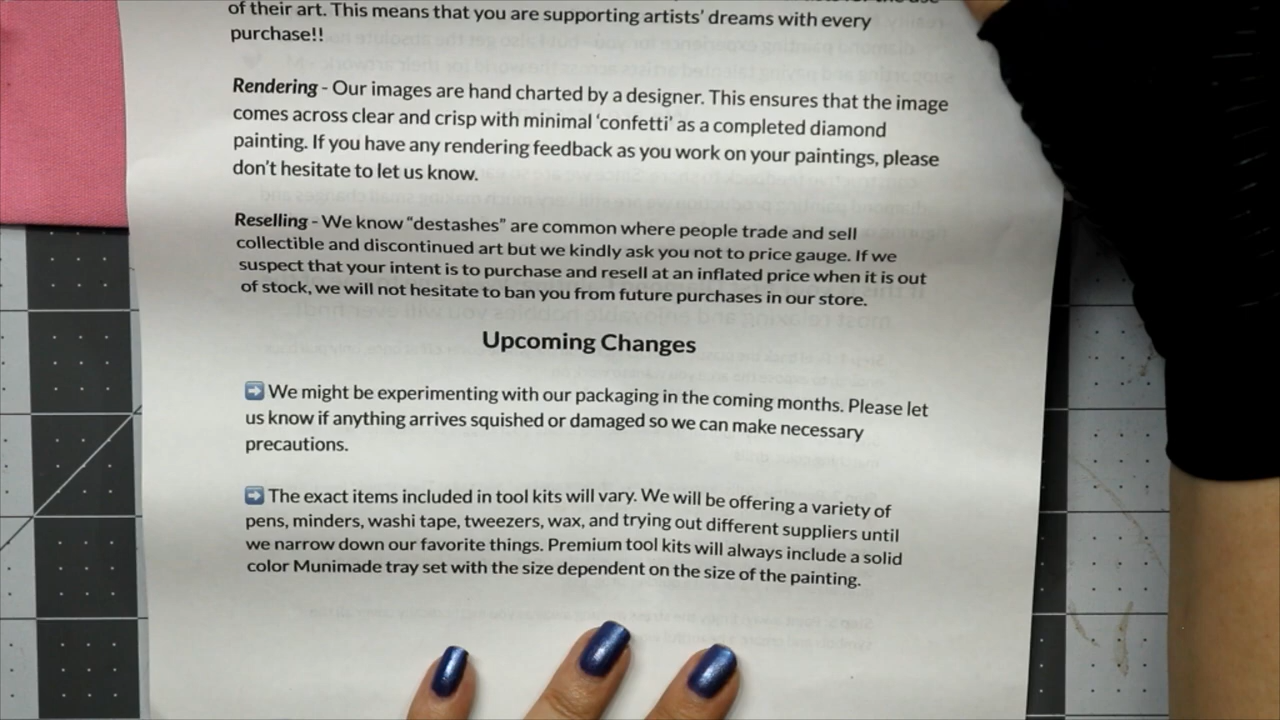 of their art. This means that you are supporting artists' dreams with every
purchase!!
Rendering - Our images are hand charted by a designer. This ensures that the image
comes across clear and crisp with minimal 'confetti' as a completed diamond
painting. If you have any rendering feedback as you work on your paintings, please
don't hesitate to let us know.
Reselling - We know "destashes" are common where people trade and sell
collectible and discontinued art but we kindly ask you not to price gauge. If we
suspect that your intent is to purchase and resell at an inflated price when it is out
of stock, we will not hesitate to ban you from future purchases in our store.
Upcoming Changes
➡️ We might be experimenting with our packaging in the coming months. Please let
us know if anything arrives squished or damaged so we can make necessary
precautions.
➡️ The exact items included in tool kits will vary. We will be offering a variety of
pens, minders, washi tape, tweezers, wax, and trying out different suppliers until
we narrow down our favorite things. Premium tool kits will always include a solid
color Munimade tray set with the size dependent on the size of the painting.